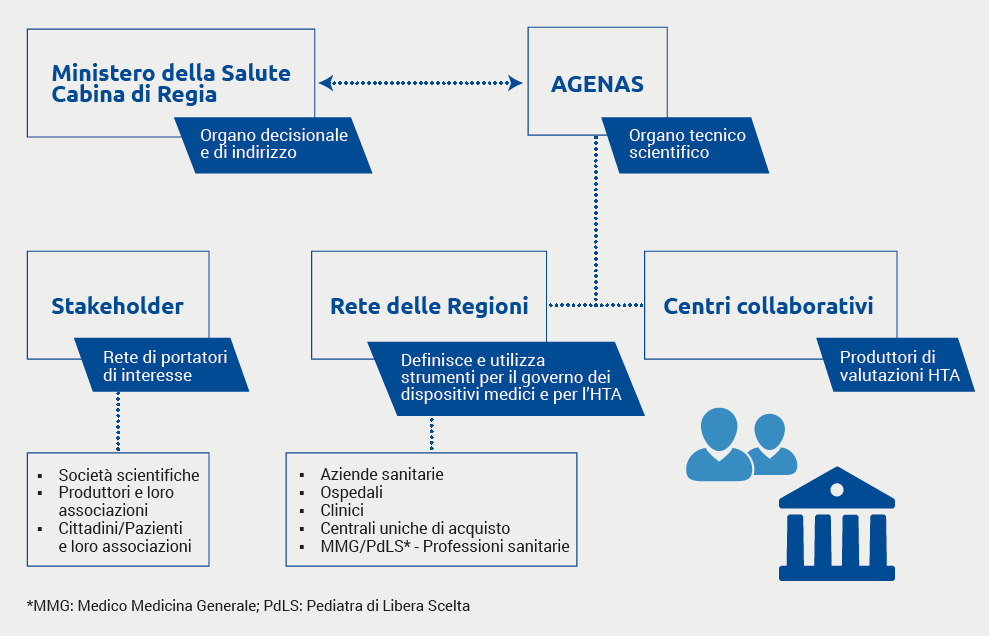 Ministero della Salute
Cabina di Regia
Organo decisionale
e di indirizzo
AGENAS
Organo tecnico
scientifico
Stakeholder
Rete di portatori
di interesse
Rete delle Regioni
Definisce e utilizza
strumenti per il governo dei
dispositivi medici e per l'HTA
Centri collaborativi
Produttori di
valutazioni HTA
▪ Società scientifiche
▪ Produttori e loro
associazioni
▪ Cittadini/Pazienti
e loro associazioni
▪ Aziende sanitarie
▪ Ospedali
▪ Clinici
▪ Centrali uniche di acquisto
▪ MMG/PdLS* - Professioni sanitarie
*MMG: Medico Medicina Generale; PdLS: Pediatra di Libera Scelta